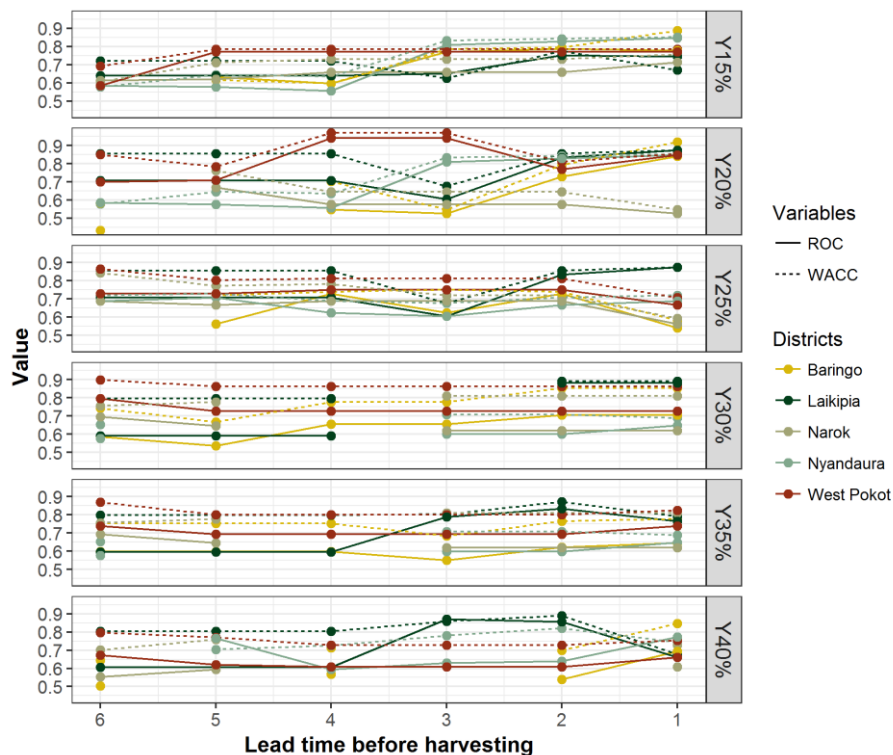 Value
0.9
0.8
0.7
0.6
0.5
Y15%
0.9
0.8
0.7
0.6
0.5
Y20%
0.9
0.8
0.7
0.6
0.5
Y25%
0.9
0.8
0.7
0.6
0.5
Y30%
0.9
0.8
0.7
0.6
0.5
Y35%
0.9
0.8
0.7
0.6
0.5
Y40%
6 5 4 3 2 1
Lead time before harvesting
Variables
ROC
WACC
Districts
Baringo
Laikipia
Narok
Nyandaura
West Pokot